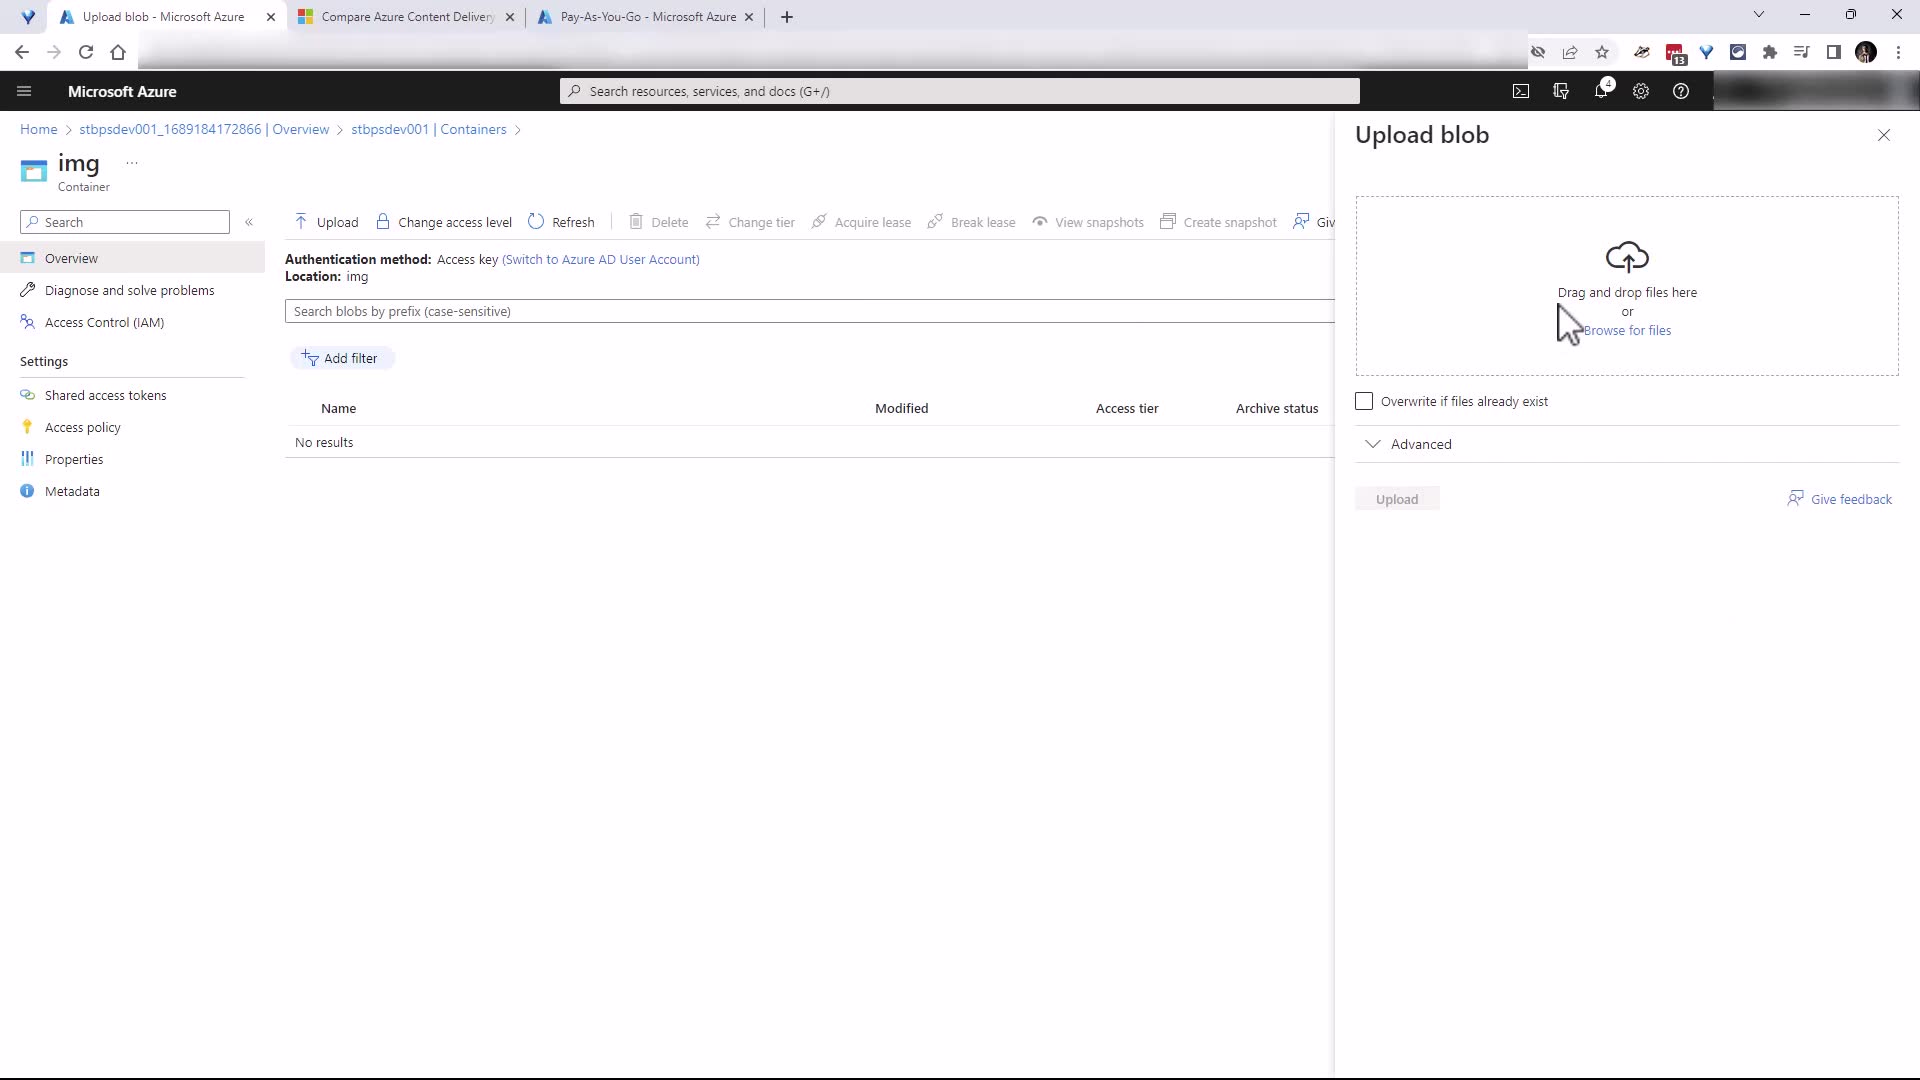 Upload blob - Microsoft Azure
Compare Azure Content Delivery
Pay-As-You-Go - Microsoft Azure
13
Microsoft Azure
Search resources, services, and docs (G+/)
4
Home > stbpsdev001_1689184172866 | Overview > stbpsdev001 | Containers >
img
Container
Search
Overview
Diagnose and solve problems
Access Control (IAM)
Settings
Shared access tokens
Access policy
Properties
Metadata
Upload
Change access level
Refresh
Delete
Change tier
Acquire lease
Break lease
View snapshots
Create snapshot
Giv
Authentication method: Access key (Switch to Azure AD User Account)
Location: img
Search blobs by prefix (case-sensitive)
Add filter
Name
Modified
Access tier
Archive status
No results
Upload blob
Drag and drop files here
or
Browse for files
Overwrite if files already exist
Advanced
Upload
Give feedback